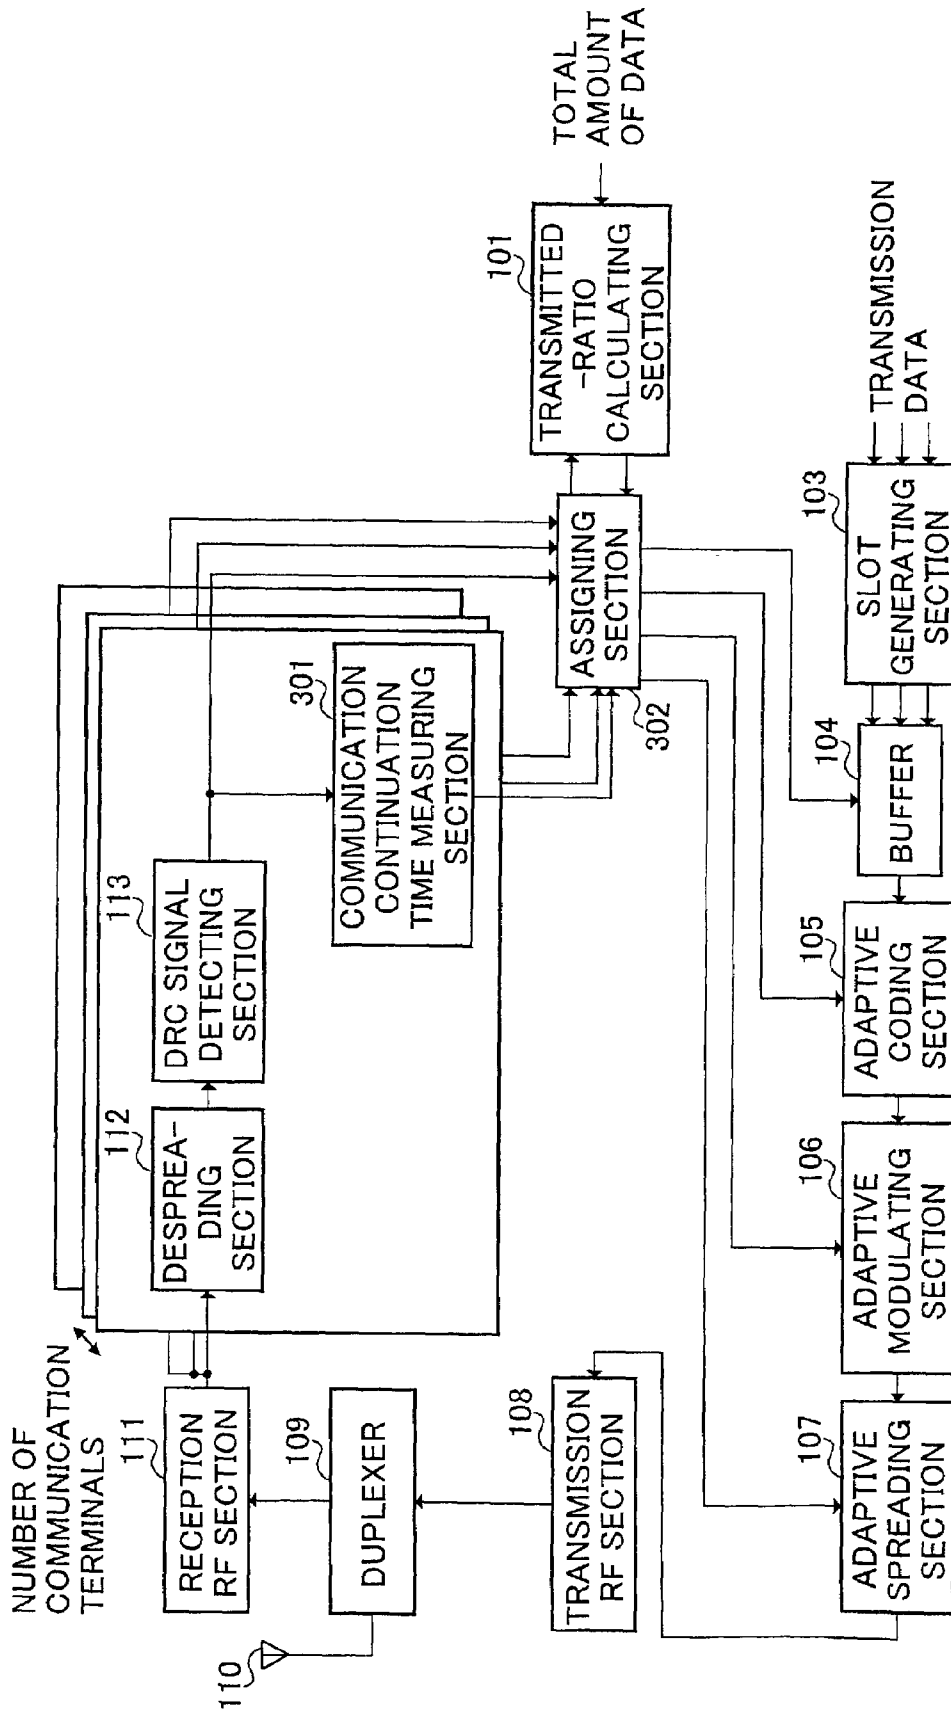 NUMBER OF
COMMUNICATION
TERMINALS
111
RECEPTION
RF SECTION
112
DESPREA-
DING
SECTION
113
DRC SIGNAL
DETECTING
SECTION
301
COMMUNICATION
CONTINUATION
TIME MEASURING
SECTION
110
109
DUPLEXER
108
TRANSMISSION
RF SECTION
ASSIGNING
SECTION
302
101
TRANSMITTED
-RATIO
CALCULATING
SECTION
TOTAL
AMOUNT
OF DATA
107
ADAPTIVE
SPREADING
SECTION
106
ADAPTIVE
MODULATING
SECTION
105
ADAPTIVE
CODING
SECTION
104
BUFFER
103
SLOT
GENERATING
SECTION
TRANSMISSION
DATA